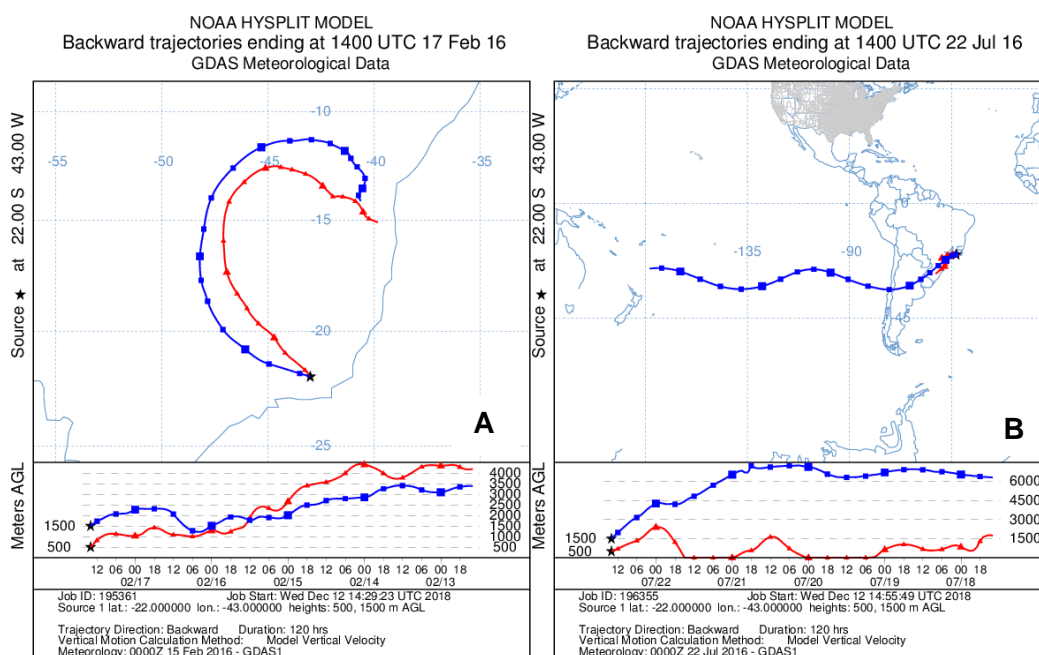 NOAA HYSPLIT MODEL
Backward trajectories ending at 1400 UTC 17 Feb 16
GDAS Meteorological Data
Source ★ at 22.00 S 43.00 W
-10
-55 -50 -45 -40 -35
-15
-20
-25
A
Meters AGL
4000
3500
3000
2500
2000
1500
1000
500
1500
500
12 06 00 18 12 06 00 18 12 06 00 18 12 06 00 18 12 06 00 18
02/17 02/16 02/15 02/14 02/13
Job ID: 195361 Job Start: Wed Dec 12 14:29:23 UTC 2018
Source 1 lat.: -22.000000 lon.: -43.000000 heights: 500, 1500 m AGL
Trajectory Direction: Backward Duration: 120 hrs
Vertical Motion Calculation Method: Model Vertical Velocity
Meteorology: 0000Z 15 Feb 2016 - GDAS1
NOAA HYSPLIT MODEL
Backward trajectories ending at 1400 UTC 22 Jul 16
GDAS Meteorological Data
Source ★ at 22.00 S 43.00 W
-135 -90 -45
-45
B
Meters AGL
6000
4500
3000
1500
1500
500
12 06 00 18 12 06 00 18 12 06 00 18 12 06 00 18 12 06 00 18
07/22 07/21 07/20 07/19 07/18
Job ID: 196355 Job Start: Wed Dec 12 14:55:49 UTC 2018
Source 1 lat.: -22.000000 lon.: -43.000000 heights: 500, 1500 m AGL
Trajectory Direction: Backward Duration: 120 hrs
Vertical Motion Calculation Method: Model Vertical Velocity
Meteorology: 0000Z 22 Jul 2016 - GDAS1